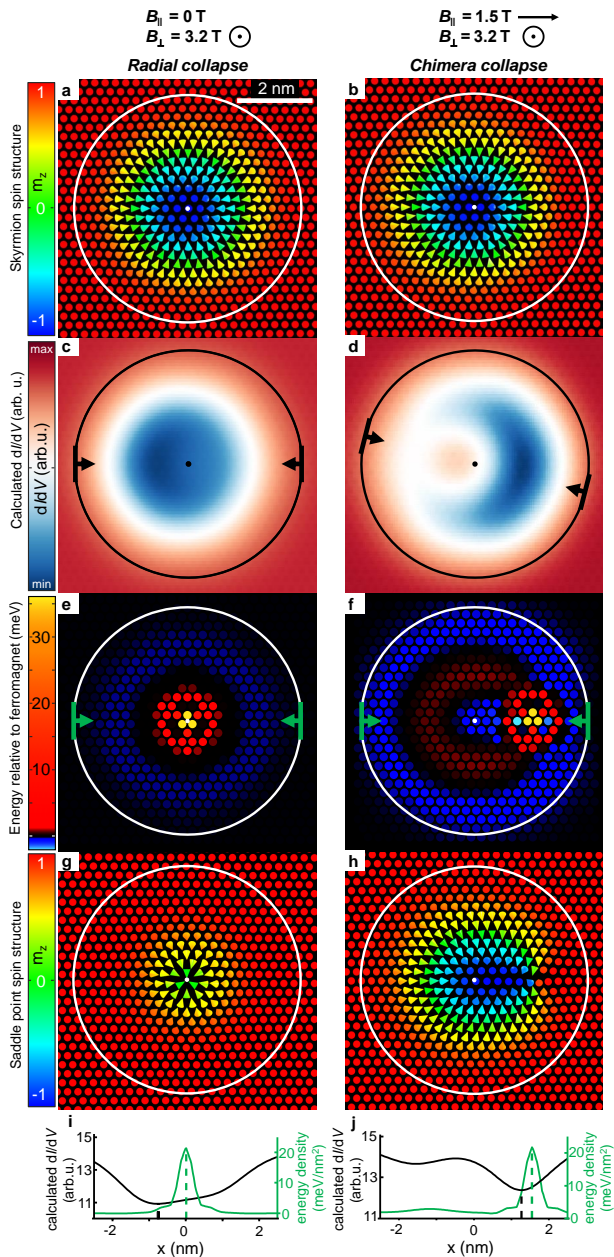 B|| = 0 T
B⊥ = 3.2 T
Radial collapse
B|| = 1.5 T
B⊥ = 3.2 T
Chimera collapse
Skyrmion spin structure
1
mz
0
-1
a
2 nm
b
Calculated dI/dV (arb. u.)
max
dI/dV (arb.u.)
min
c
d
Energy relative to ferromagnet (meV)
30
20
10
0
e
f
Saddle point spin structure
1
mz
0
-1
g
h
i
calculated dI/dV
(arb.u.)
15
13
11
-2
0
2
x (nm)
20
10
0
energy density
(meV/nm²)
j
calculated dI/dV
(arb.u.)
15
13
11
-2
0
2
x (nm)
20
10
0
energy density
(meV/nm²)